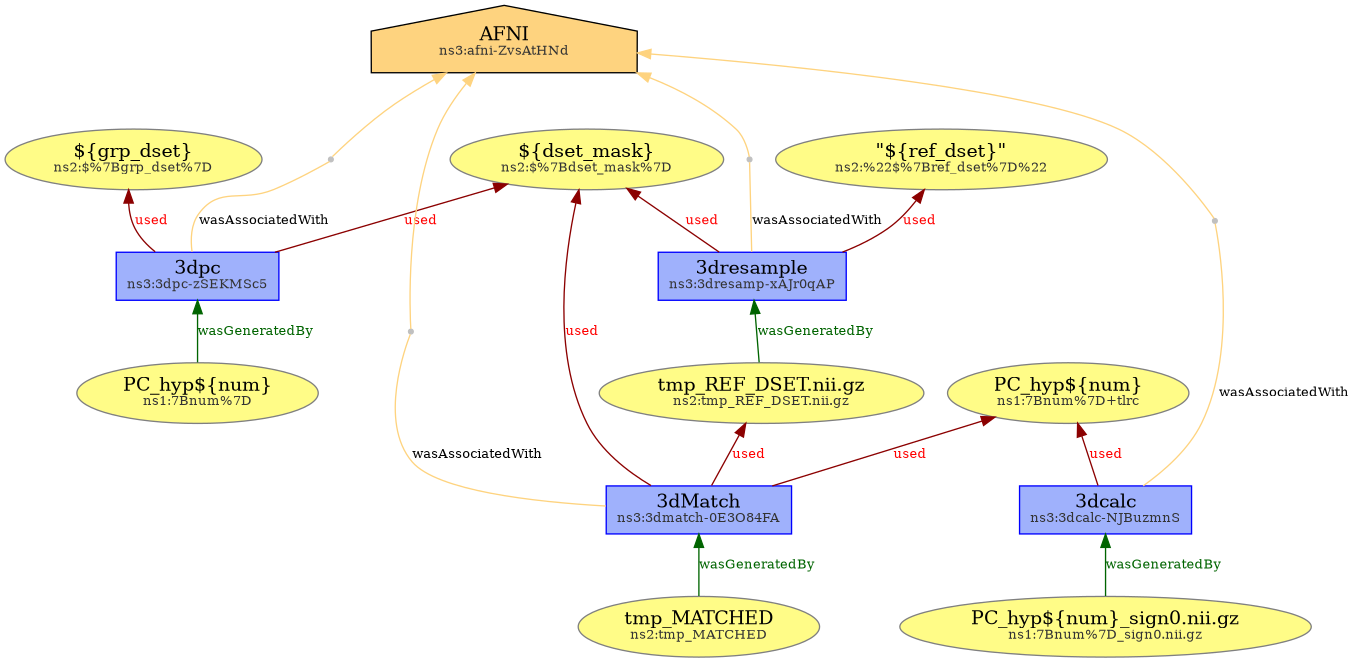 AFNI
ns3:afni-ZvsAtHNd
${grp_dset}
ns2:$%7Bgrp_dset%7D
${dset_mask}
ns2:$%7Bdset_mask%7D
"${ref_dset}"
ns2:%22$%7Bref_dset%7D%22
used
wasAssociatedWith
used
used
wasAssociatedWith
used
3dpc
ns3:3dpc-zSEKMSc5
3dresample
ns3:3dresamp-xAJr0qAP
wasGeneratedBy
used
wasGeneratedBy
PC_hyp${num}
ns1:7Bnum%7D
tmp_REF_DSET.nii.gz
ns2:tmp_REF_DSET.nii.gz
PC_hyp${num}
ns1:7Bnum%7D+tlrc
wasAssociatedWith
wasAssociatedWith
used
used
used
3dMatch
ns3:3dmatch-0E3O84FA
3dcalc
ns3:3dcalc-NJBuzmnS
wasGeneratedBy
wasGeneratedBy
tmp_MATCHED
ns2:tmp_MATCHED
PC_hyp${num}_sign0.nii.gz
ns1:7Bnum%7D_sign0.nii.gz